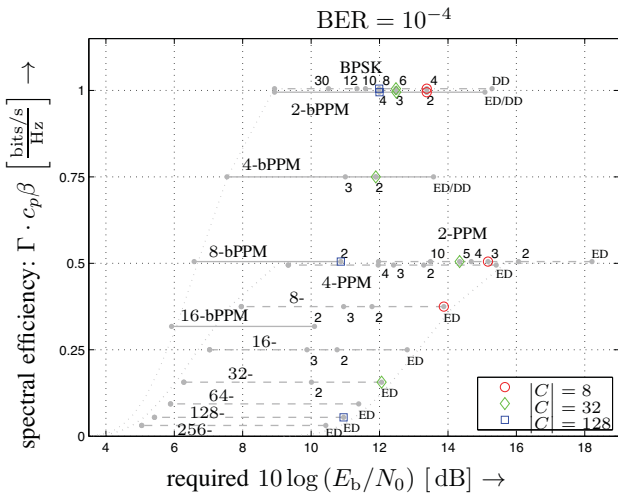 BER = 10⁻⁴
spectral efficiency: Γ · c_pβ [bits/s / Hz] →
1
0.75
0.5
0.25
0
BPSK
30 12 10 8 6 4 DD
4 3 2 ED/DD
2-bPPM
4-bPPM
3 2 ED/DD
2-PPM
8-bPPM 2 10 5 4 3 2 ED
4-PPM 4 3 2 ED
8- 3 2 ED
16-bPPM 2
16- 3 2 ED
32- 2 ED
64- ED
128- ED
256- ED
|C| = 8
|C| = 32
|C| = 128
4 6 8 10 12 14 16 18
required 10 log (E_b/N_0) [dB] →